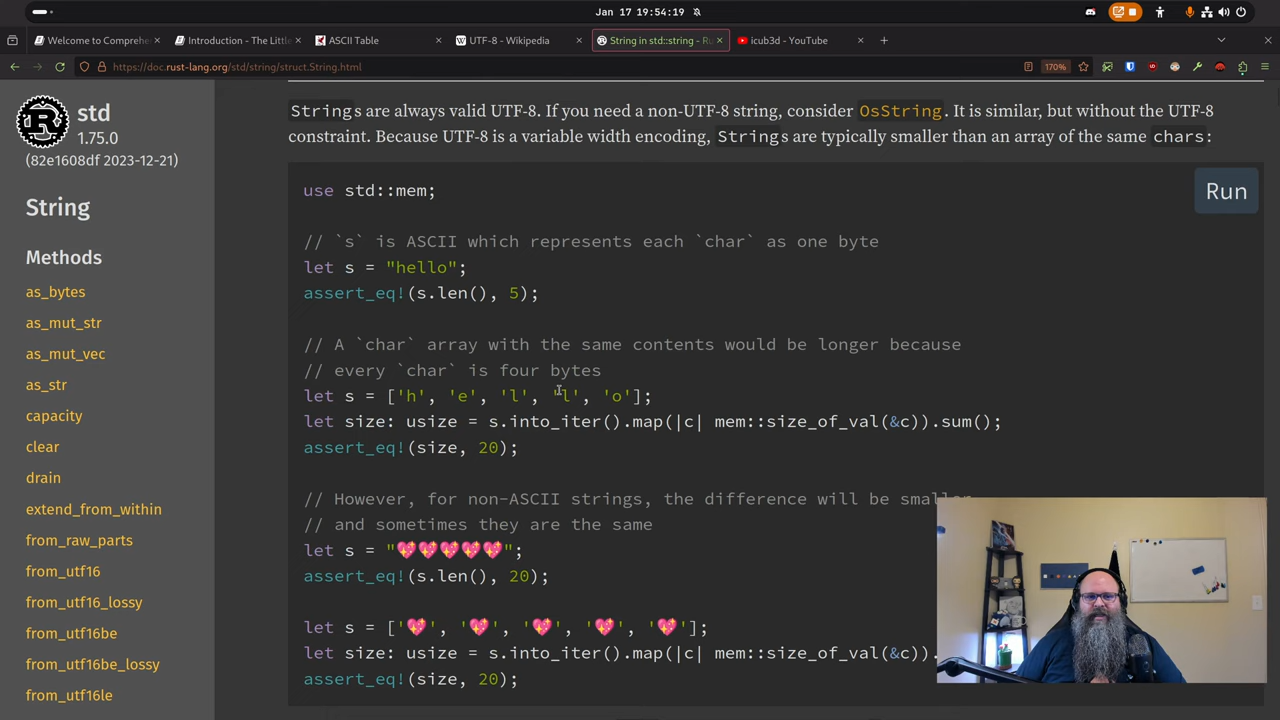 Jan 17 19:54:19
Welcome to Comprehe
Introduction - The Little
ASCII Table
UTF-8 - Wikipedia
String in std::string - Ru
icub3d - YouTube
https://doc.rust-lang.org/std/string/struct.String.html
170%
std
1.75.0
(82e1608df 2023-12-21)
String
Methods
as_bytes
as_mut_str
as_mut_vec
as_str
capacity
clear
drain
extend_from_within
from_raw_parts
from_utf16
from_utf16_lossy
from_utf16be
from_utf16be_lossy
from_utf16le
Strings are always valid UTF-8. If you need a non-UTF-8 string, consider OsString. It is similar, but without the UTF-8
constraint. Because UTF-8 is a variable width encoding, Strings are typically smaller than an array of the same chars:
Run
use std::mem;
// `s` is ASCII which represents each `char` as one byte
let s = "hello";
assert_eq!(s.len(), 5);
// A `char` array with the same contents would be longer because
// every `char` is four bytes
let s = ['h', 'e', 'l', 'l', 'o'];
let size: usize = s.into_iter().map(|c| mem::size_of_val(&c)).sum();
assert_eq!(size, 20);
// However, for non-ASCII strings, the difference will be smaller
// and sometimes they are the same
let s = "💖💖💖💖💖";
assert_eq!(s.len(), 20);
let s = ['💖', '💖', '💖', '💖', '💖'];
let size: usize = s.into_iter().map(|c| mem::size_of_val(&c)).
assert_eq!(size, 20);